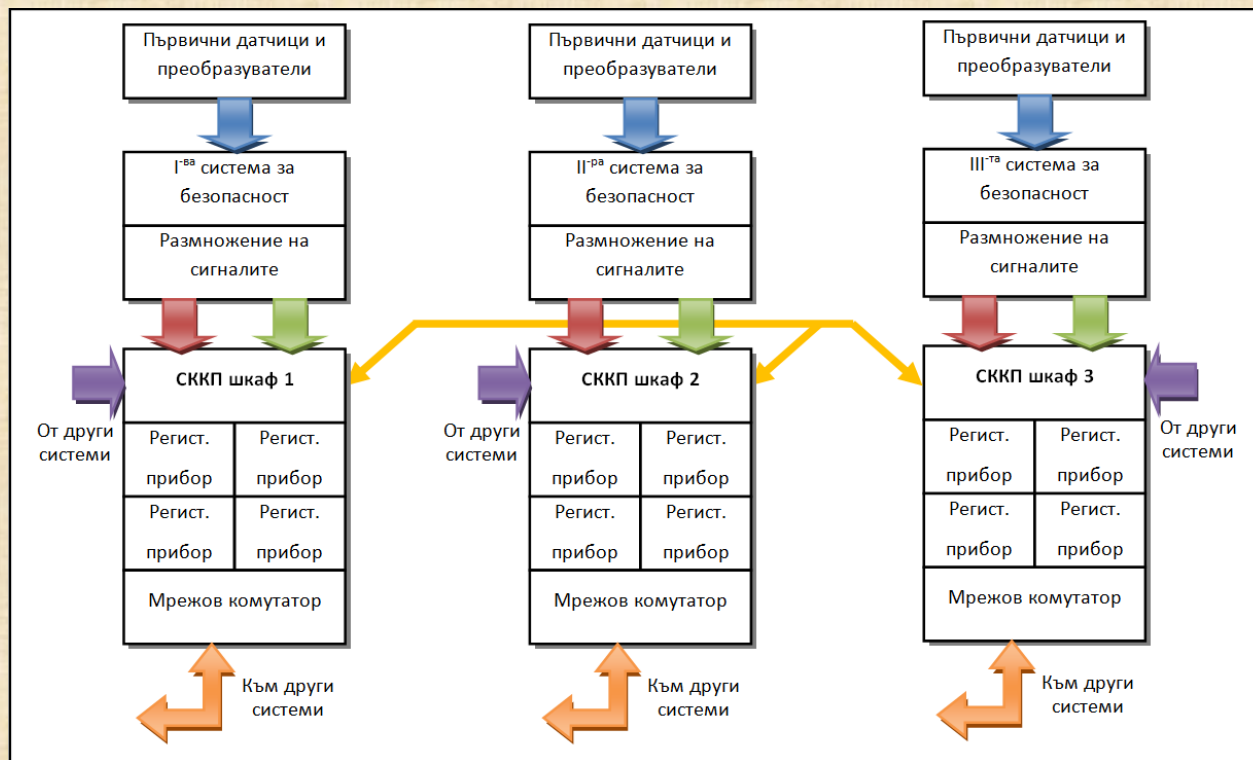 Първични датчици и
преобразуватели
I-ва система за
безопасност
Размножение на
сигналите
СККП шкаф 1
От други
системи
Регист.
прибор
Регист.
прибор
Регист.
прибор
Регист.
прибор
Мрежов комутатор
Към други
системи
Първични датчици и
преобразуватели
II-ра система за
безопасност
Размножение на
сигналите
СККП шкаф 2
От други
системи
Регист.
прибор
Регист.
прибор
Регист.
прибор
Регист.
прибор
Мрежов комутатор
Към други
системи
Първични датчици и
преобразуватели
III-та система за
безопасност
Размножение на
сигналите
СККП шкаф 3
От други
системи
Регист.
прибор
Регист.
прибор
Регист.
прибор
Регист.
прибор
Мрежов комутатор
Към други
системи